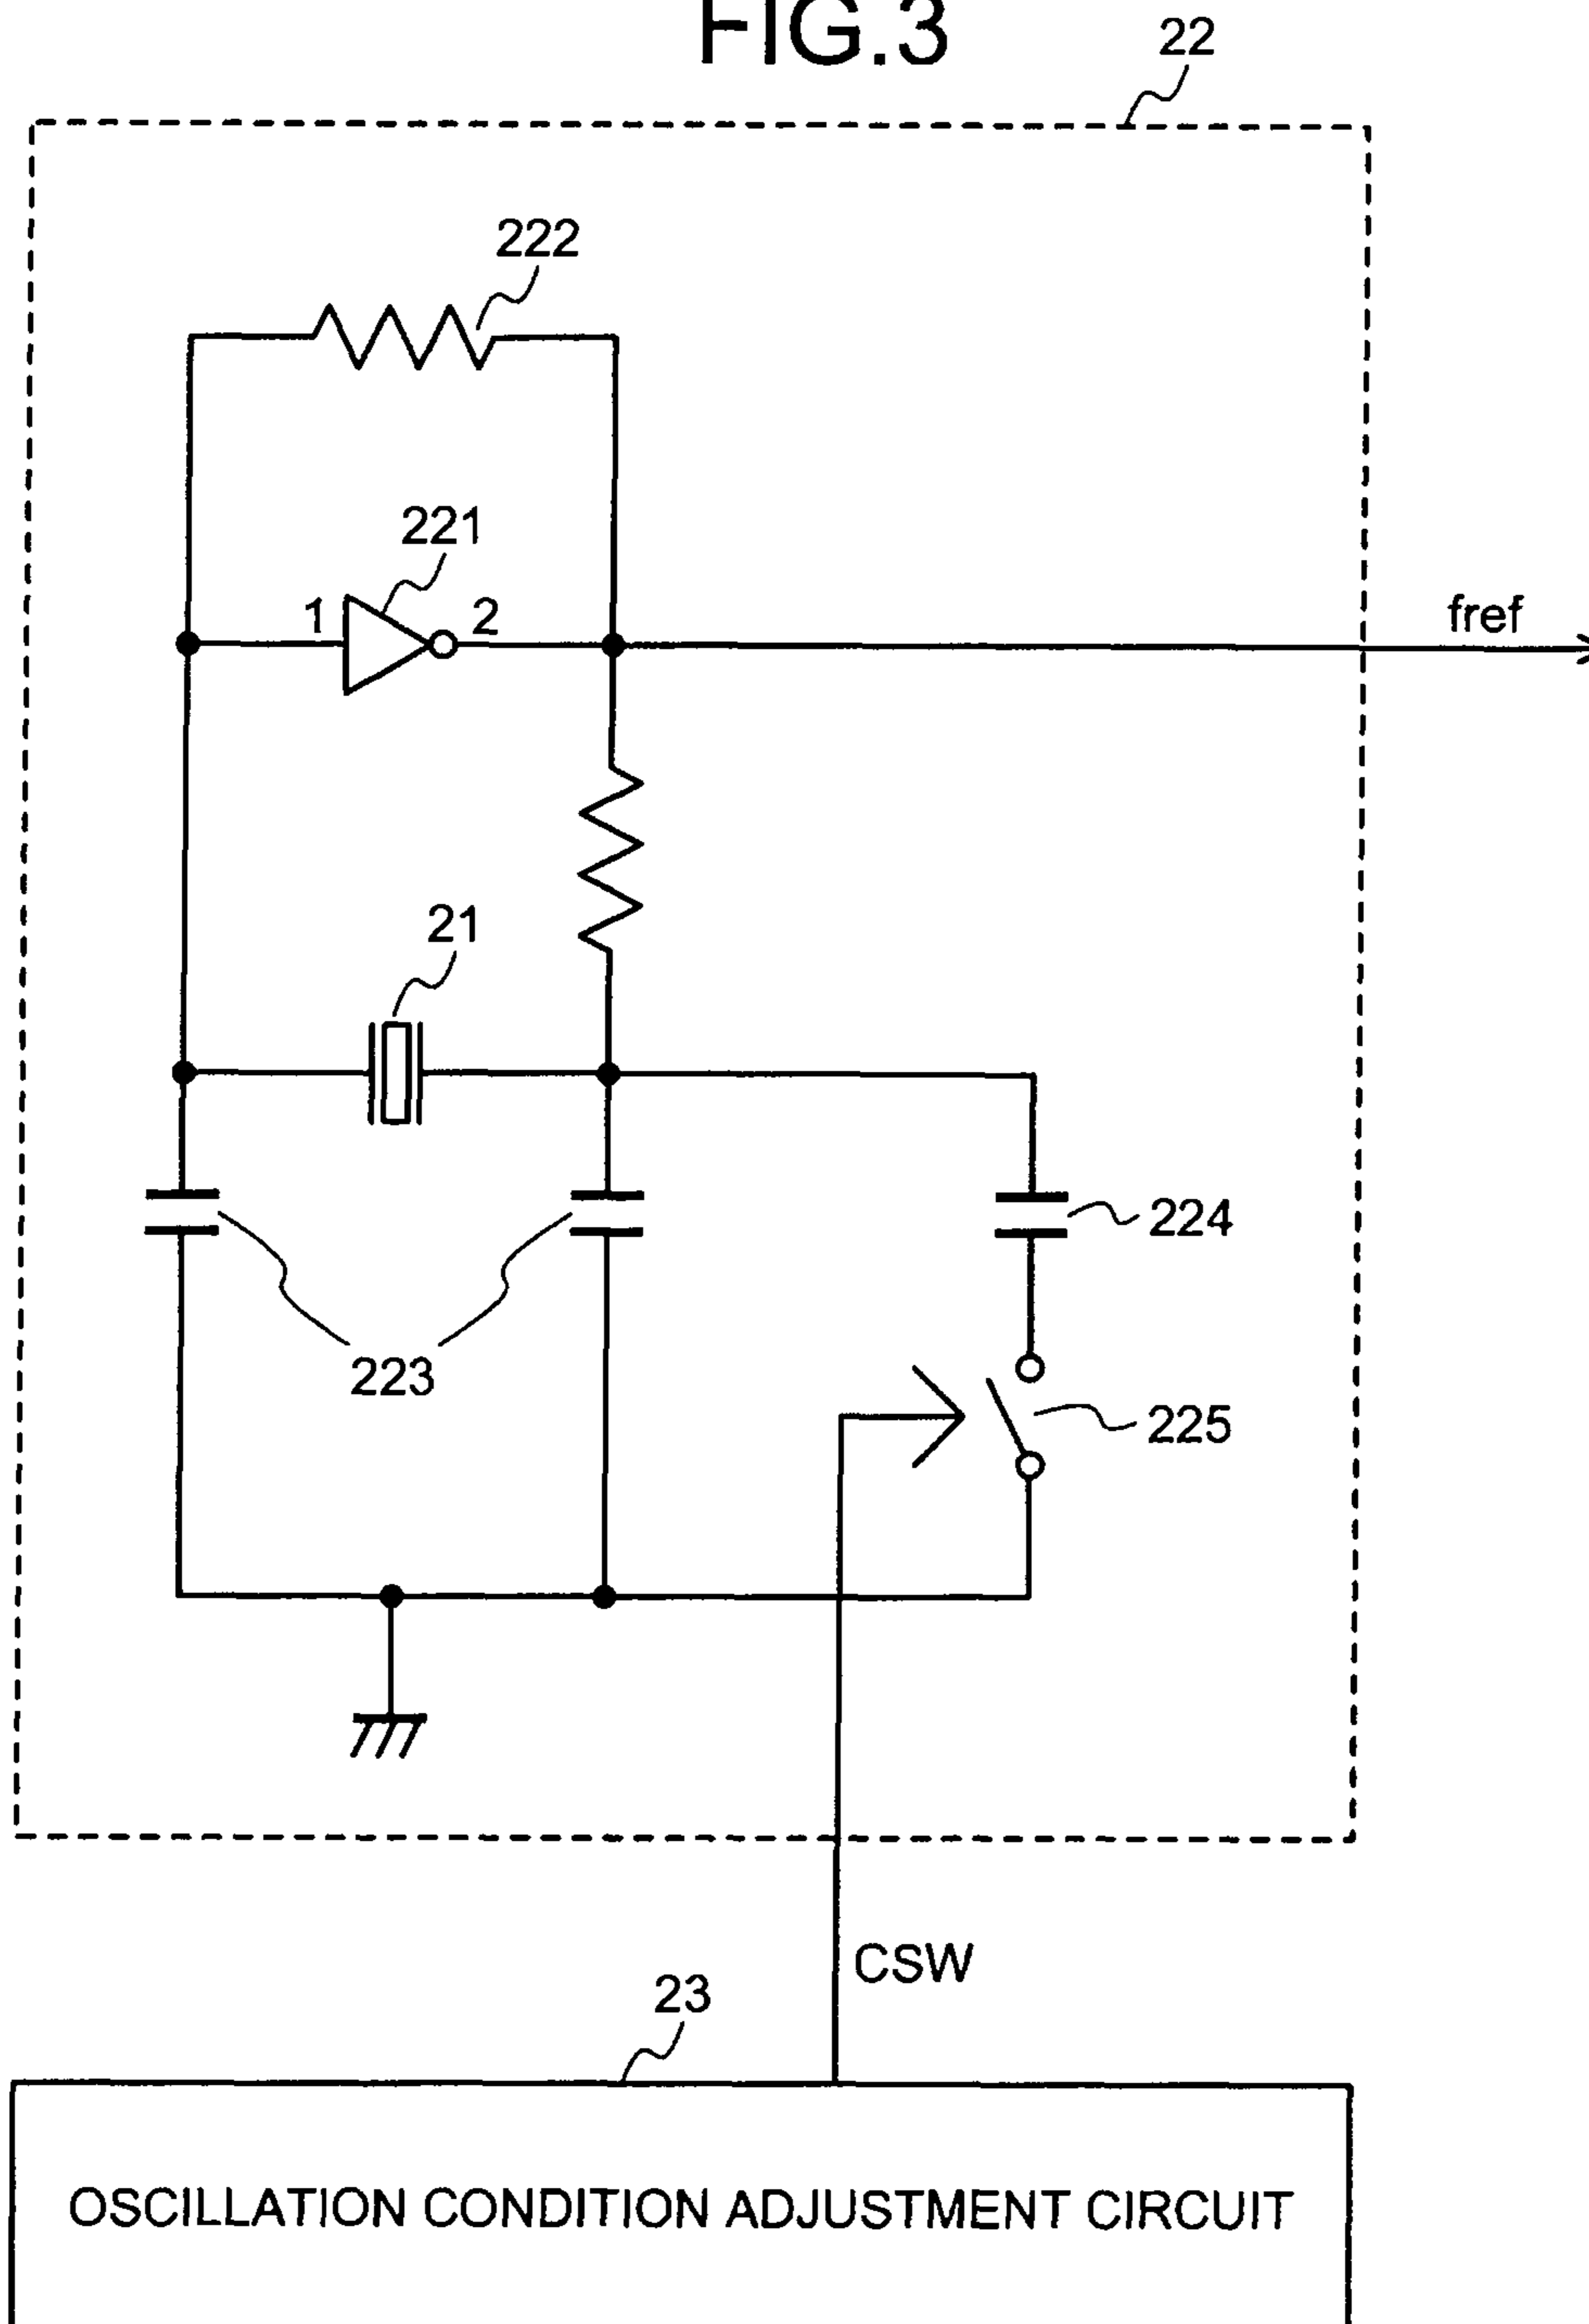 FIG.3
22
222
221
1
2
fref
21
224
223
225
CSW
23
OSCILLATION CONDITION ADJUSTMENT CIRCUIT